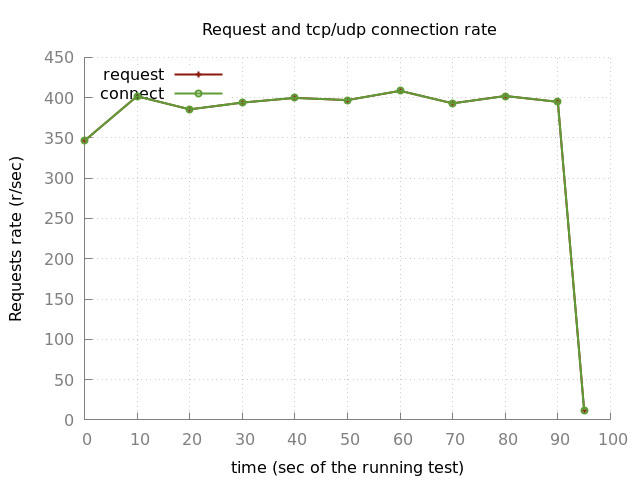 Request and tcp/udp connection rate
450
400
350
300
250
200
150
100
50
0
request
connect
Requests rate (r/sec)
0 10 20 30 40 50 60 70 80 90 100
time (sec of the running test)